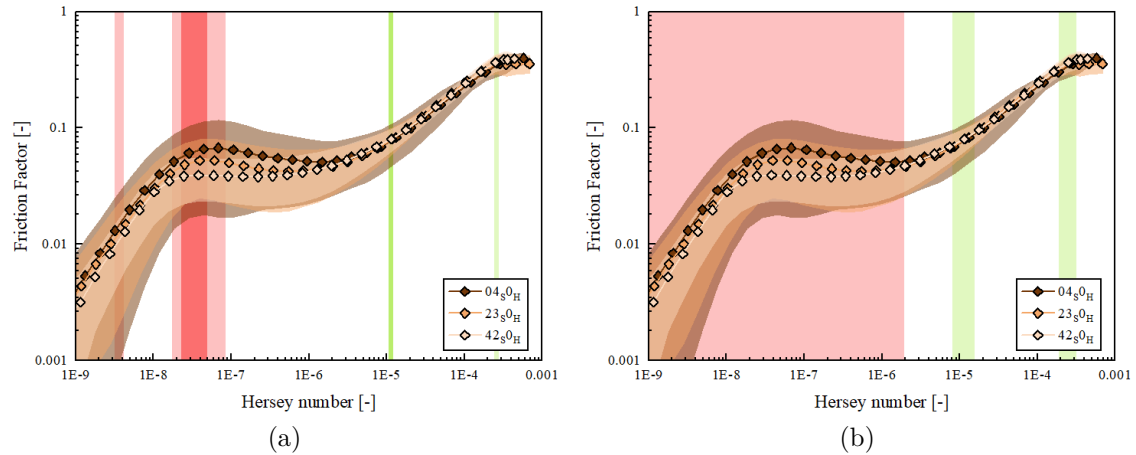 1
0.1
0.01
0.001
Friction Factor [-]
04ₛ0ₕ
23ₛ0ₕ
42ₛ0ₕ
1E-9 1E-8 1E-7 1E-6 1E-5 1E-4 0.001
Hersey number [-]
(a)
1
0.1
0.01
0.001
Friction Factor [-]
04ₛ0ₕ
23ₛ0ₕ
42ₛ0ₕ
1E-9 1E-8 1E-7 1E-6 1E-5 1E-4 0.001
Hersey number [-]
(b)